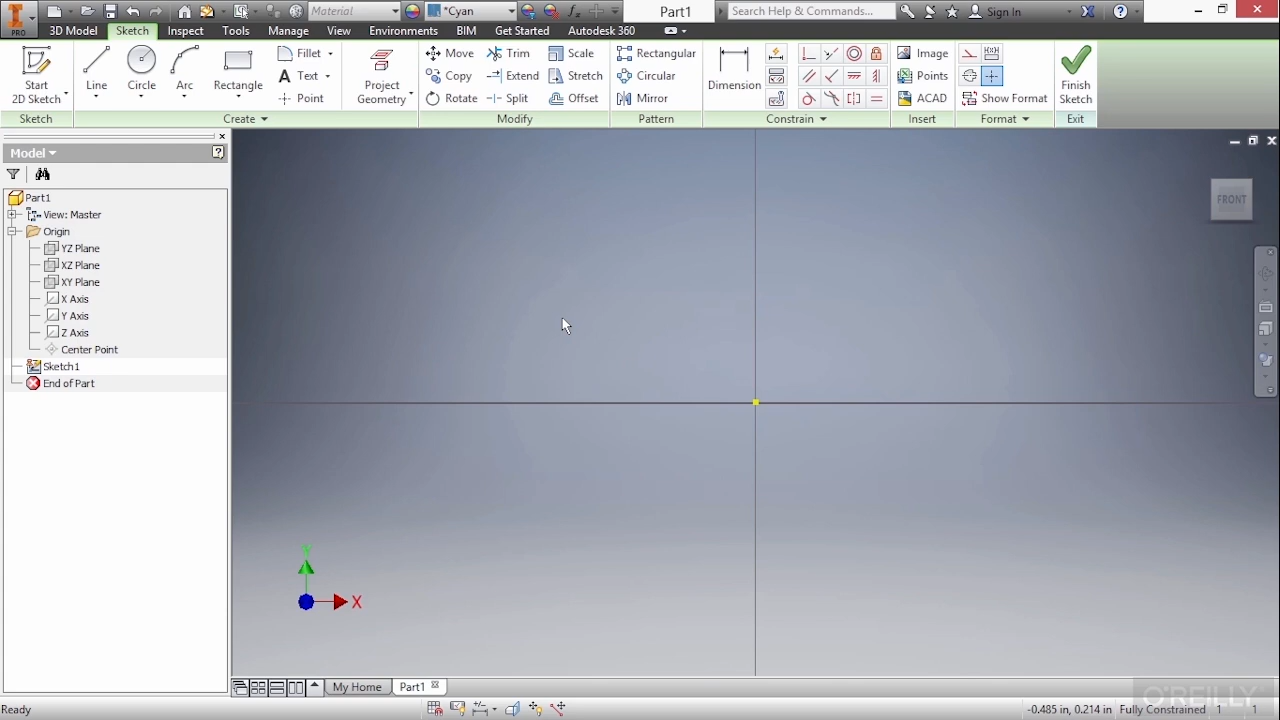 PRO
Material
*Cyan
Part1
Search Help & Commands...
Sign In
3D Model Sketch Inspect Tools Manage View Environments BIM Get Started Autodesk 360
Start
2D Sketch
Line
Circle
Arc
Rectangle
Fillet
Text
Point
Project
Geometry
Move
Copy
Rotate
Trim
Extend
Split
Scale
Stretch
Offset
Rectangular
Circular
Mirror
Dimension
Image
Points
ACAD
Show Format
Finish
Sketch
Sketch Create Modify Pattern Constrain Insert Format Exit
Model
Part1
View: Master
Origin
YZ Plane
XZ Plane
XY Plane
X Axis
Y Axis
Z Axis
Center Point
Sketch1
End of Part
FRONT
Y
X
My Home Part1
Ready
-0.485 in, 0.214 in Fully Constrained 1 1
O'REILLY